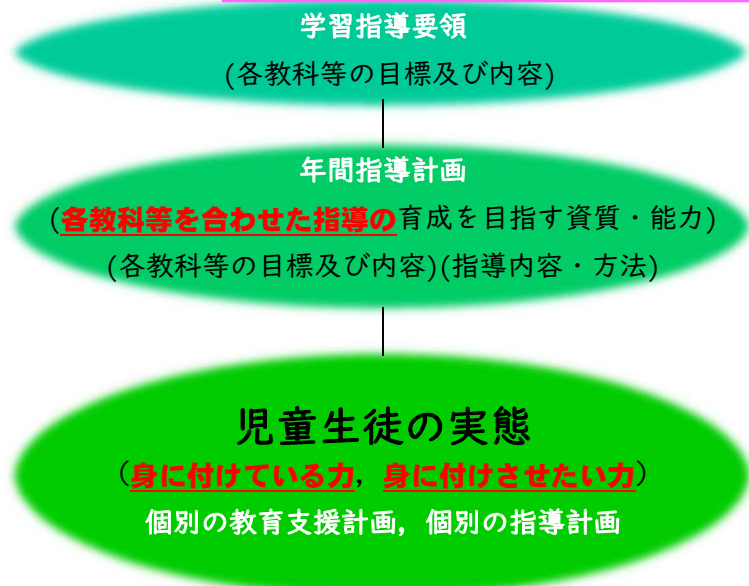 学習指導要領
(各教科等の目標及び内容)
年間指導計画
(各教科等を合わせた指導の育成を目指す資質・能力)
(各教科等の目標及び内容)(指導内容・方法)
児童生徒の実態
(身に付けている力，身に付けさせたい力)
個別の教育支援計画，個別の指導計画